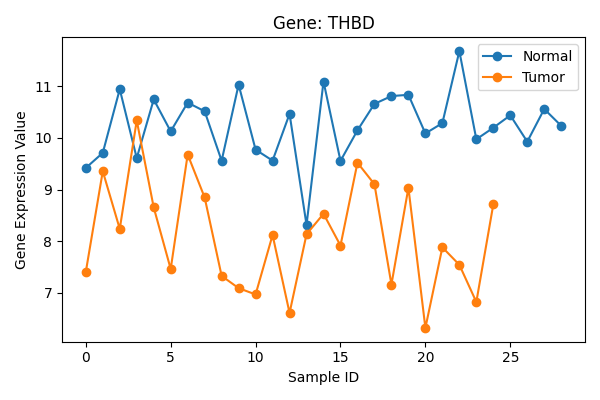 Gene: THBD
Normal
Tumor
Gene Expression Value
11
10
9
8
7
0 5 10 15 20 25
Sample ID